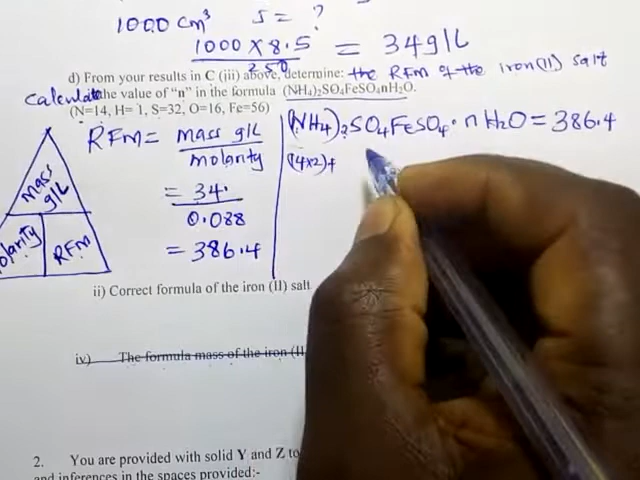 1000 cm³ S = ?
1000 × 8.5 = 34g/L
250
d) From your results in C (iii) above, determine: the RFM of the iron(II) salt
Calculate the value of "n" in the formula (NH₄)₂SO₄FeSO₄nH₂O.
(N=14, H= 1, S=32, O=16, Fe=56)
RFM = mass g/L
molarity
= 34.
0.088
= 386.4
mass g/L
olarity
RFM
(NH₄)₂SO₄FeSO₄.nH₂O = 386.4
(14×2)+
ii) Correct formula of the iron (II) salt
iv) The formula mass of the iron (II
2. You are provided with solid Y and Z to
and inferences in the spaces provided:-